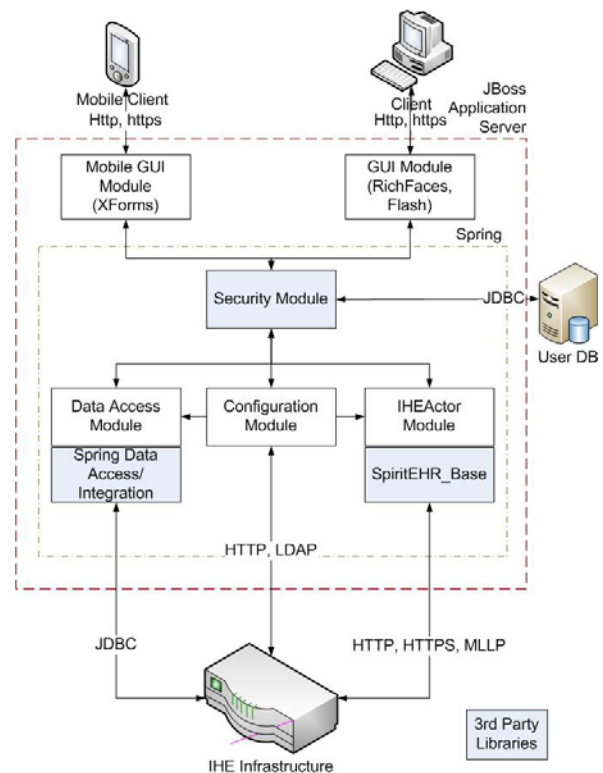 Mobile Client
Http, https
Client
Http, https
JBoss
Application
Server
Mobile GUI
Module
(XForms)
GUI Module
(RichFaces,
Flash)
Spring
Security Module
JDBC
User DB
Data Access
Module
Spring Data
Access/
Integration
Configuration
Module
IHEActor
Module
SpiritEHR_Base
HTTP, LDAP
JDBC
HTTP, HTTPS, MLLP
IHE Infrastructure
3rd Party
Libraries